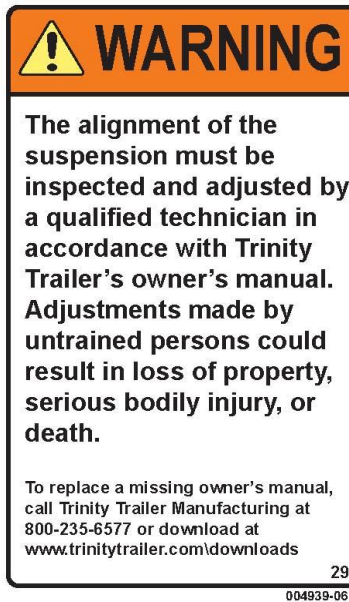 WARNING
The alignment of the
suspension must be
inspected and adjusted by
a qualified technician in
accordance with Trinity
Trailer's owner's manual.
Adjustments made by
untrained persons could
result in loss of property,
serious bodily injury, or
death.
To replace a missing owner's manual,
call Trinity Trailer Manufacturing at
800-235-6577 or download at
www.trinitytrailer.com\downloads
29
004939-06